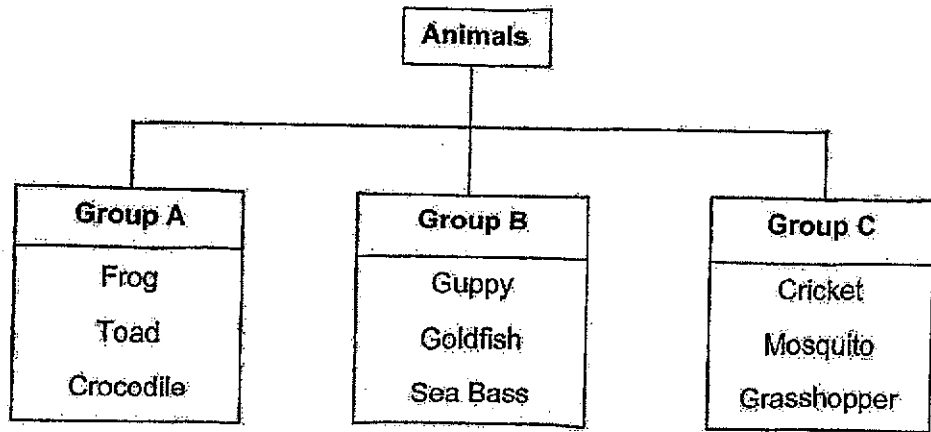 Animals
Group A
Frog
Toad
Crocodile
Group B
Guppy
Goldfish
Sea Bass
Group C
Cricket
Mosquito
Grasshopper